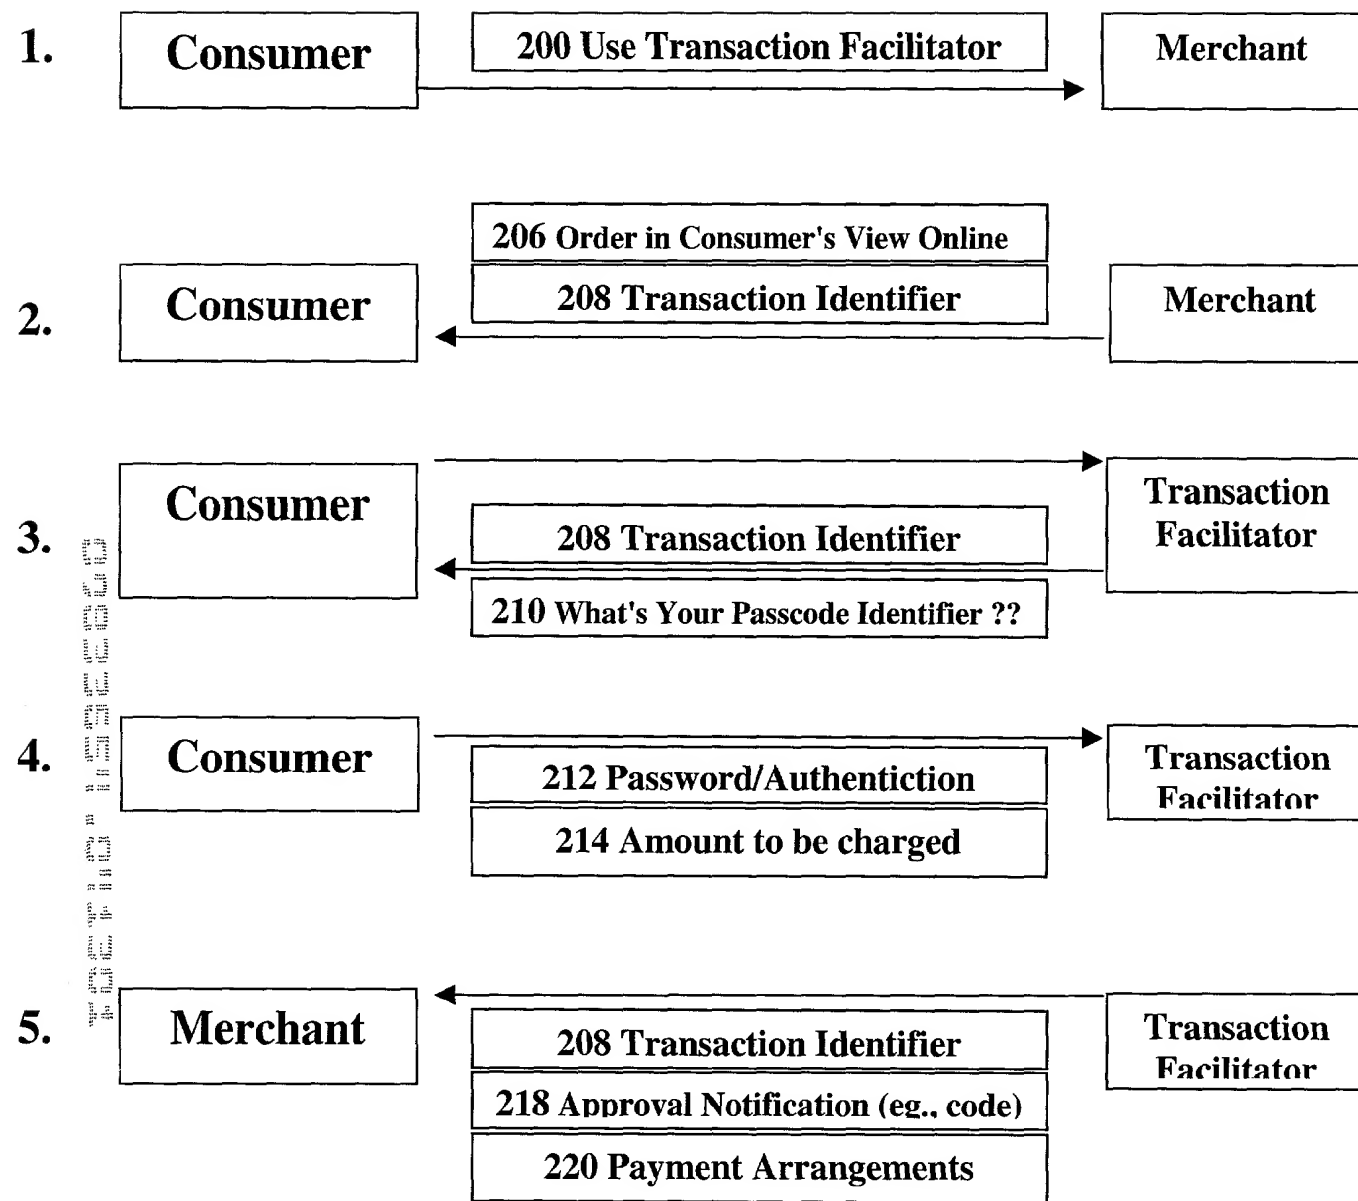 1.
Consumer
200 Use Transaction Facilitator
Merchant
2.
Consumer
206 Order in Consumer's View Online
208 Transaction Identifier
Merchant
3.
Consumer
208 Transaction Identifier
210 What's Your Passcode Identifier ??
Transaction
Facilitator
4.
Consumer
212 Password/Authentiction
214 Amount to be charged
Transaction
Facilitator
5.
Merchant
208 Transaction Identifier
218 Approval Notification (eg., code)
220 Payment Arrangements
Transaction
Facilitator